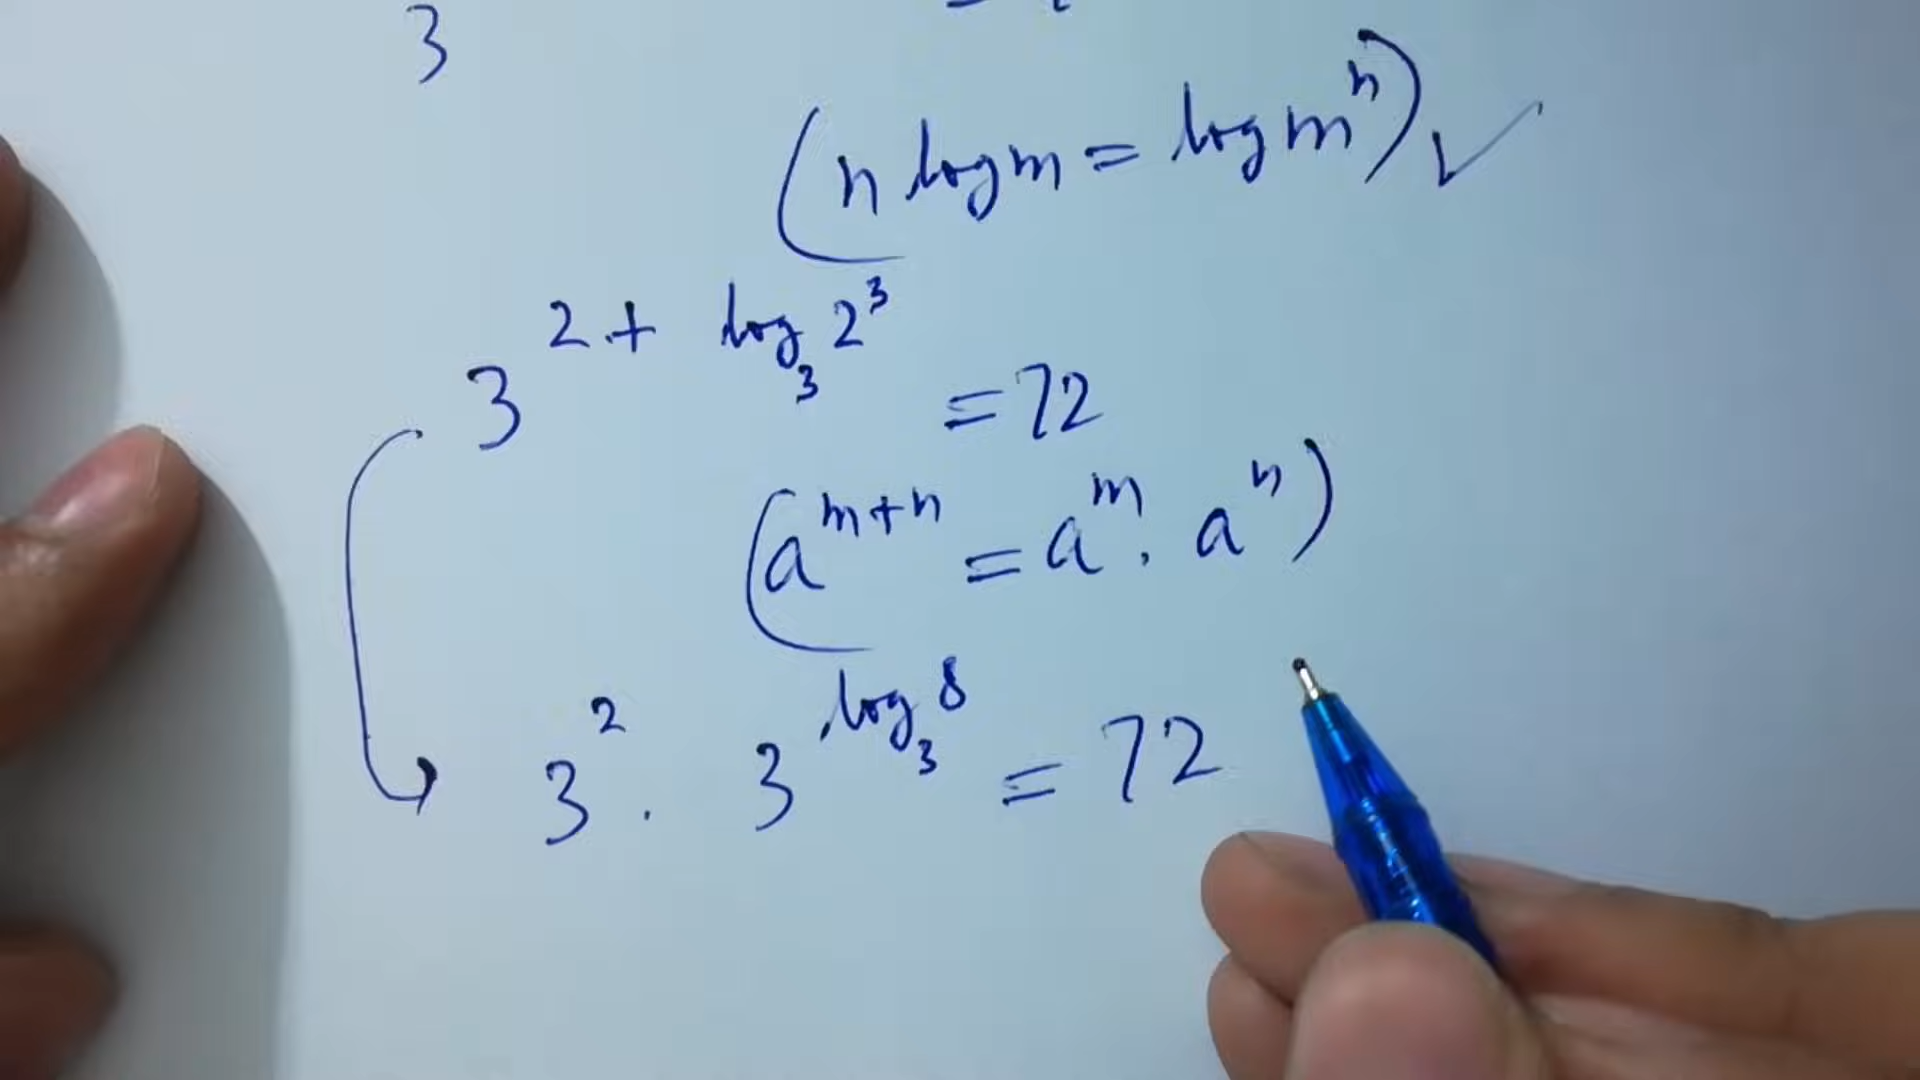 3
(n log m = log m^n) ✓
3^(2 + log_3 2^3) = 72
(a^(m+n) = a^m . a^n)
3^2 . 3^(log_3 8) = 72